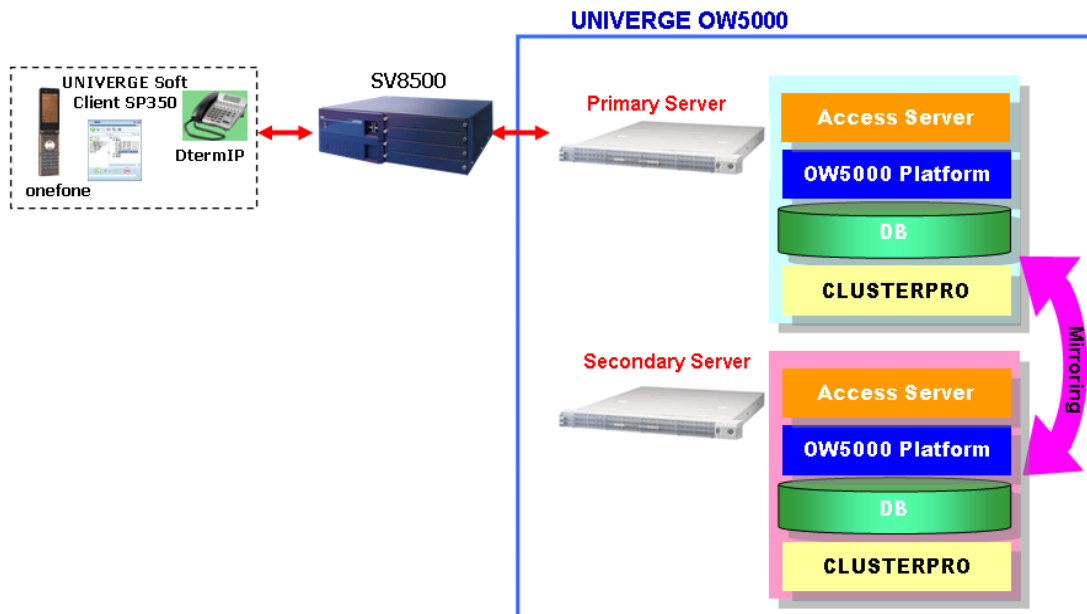 UNIVERGE OW5000
UNIVERGE Soft
Client SP350
DtermIP
onefone
SV8500
Primary Server
Access Server
OW5000 Platform
DB
CLUSTERPRO
Mirroring
Secondary Server
Access Server
OW5000 Platform
DB
CLUSTERPRO